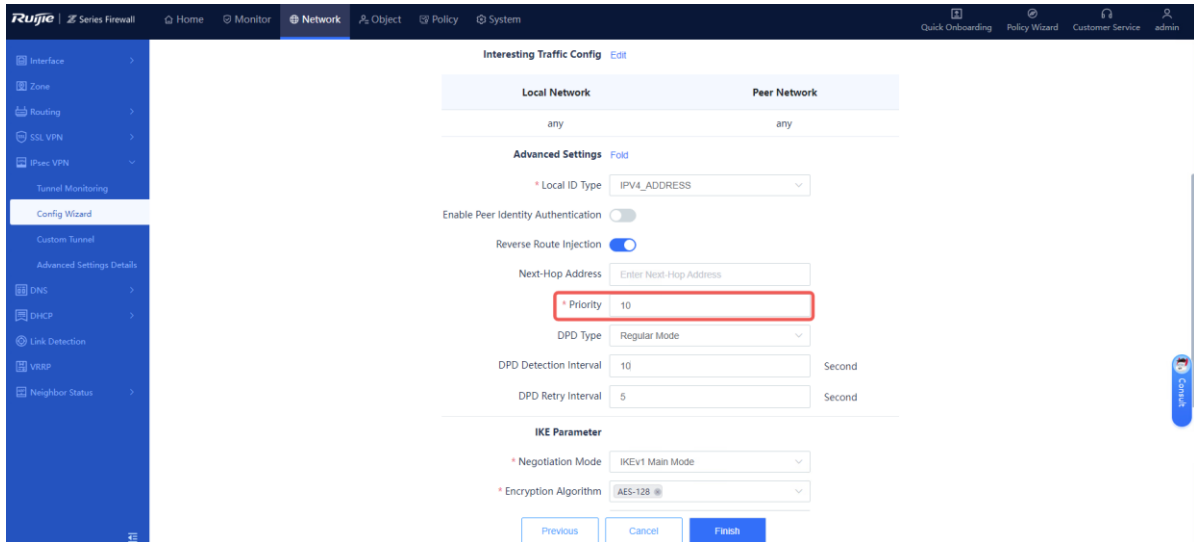 Ruijie | Z Series Firewall
Home
Monitor
Network
Object
Policy
System
Quick Onboarding
Policy Wizard
Customer Service
admin
Interface
Zone
Routing
SSL VPN
IPsec VPN
Tunnel Monitoring
Config Wizard
Custom Tunnel
Advanced Settings Details
DNS
DHCP
Link Detection
VRRP
Neighbor Status
Interesting Traffic Config Edit
Local Network Peer Network
any any
Advanced Settings Fold
* Local ID Type IPV4_ADDRESS
Enable Peer Identity Authentication
Reverse Route Injection
Next-Hop Address Enter Next-Hop Address
* Priority 10
DPD Type Regular Mode
DPD Detection Interval 10 Second
DPD Retry Interval 5 Second
IKE Parameter
* Negotiation Mode IKEv1 Main Mode
* Encryption Algorithm AES-128
Previous Cancel Finish
Consult